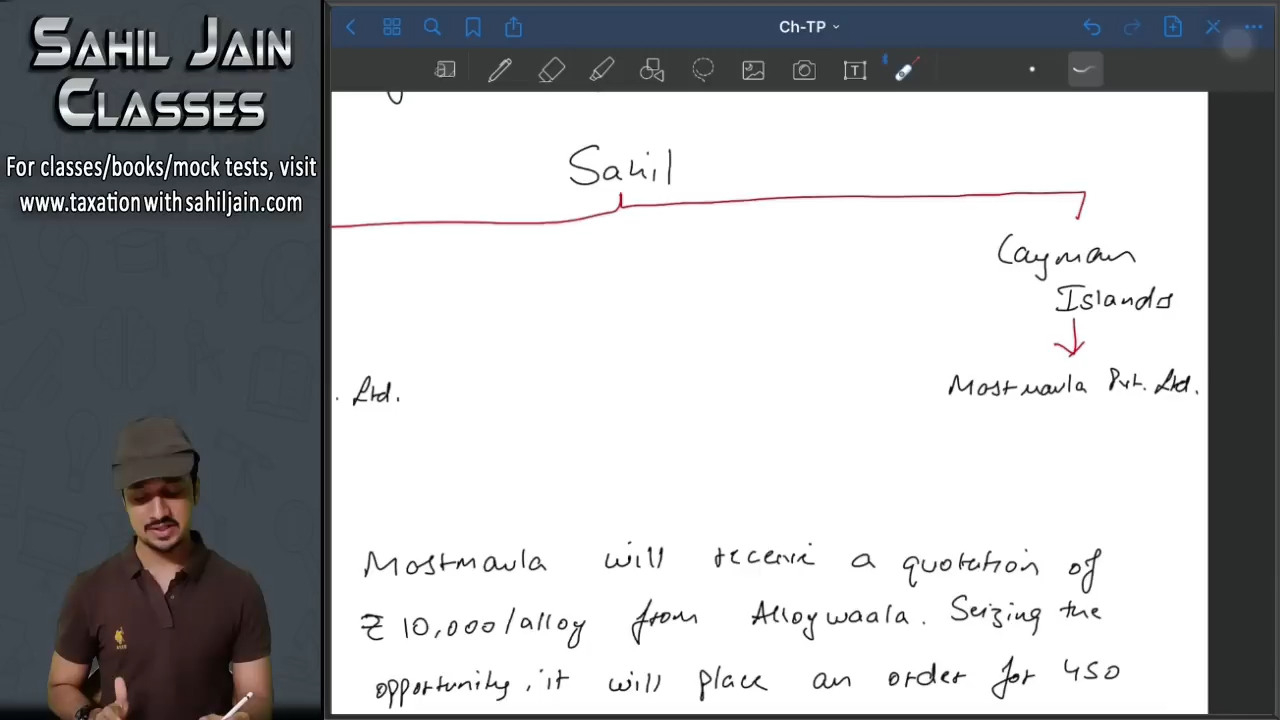 SAHIL JAIN
CLASSES
For classes/books/mock tests, visit
www.taxationwithsahiljain.com
Ch-TP
T
Sahil
Cayman
Islands
. Ltd.
Mostmaula Pvt. Ltd.
Mostmaula will receive a quotation of
₹ 10,000/alloy from Alloywaala. Seizing the
opportunity, it will place an order for 450